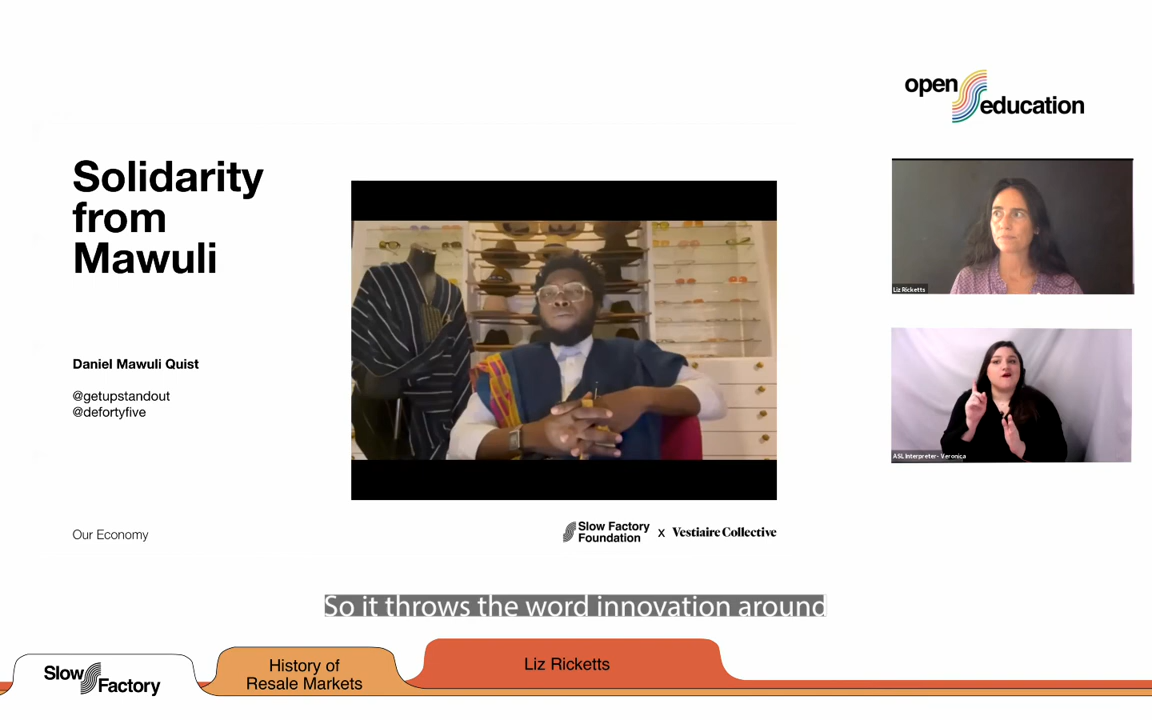 open
education
Solidarity
from
Mawuli
Daniel Mawuli Quist
@getupstandout
@defortyfive
Our Economy
Slow Factory
Foundation
x
Vestiaire Collective
Liz Ricketts
ASL Interpreter- Veronica
So it throws the word innovation around
Slow
Factory
History of
Resale Markets
Liz Ricketts